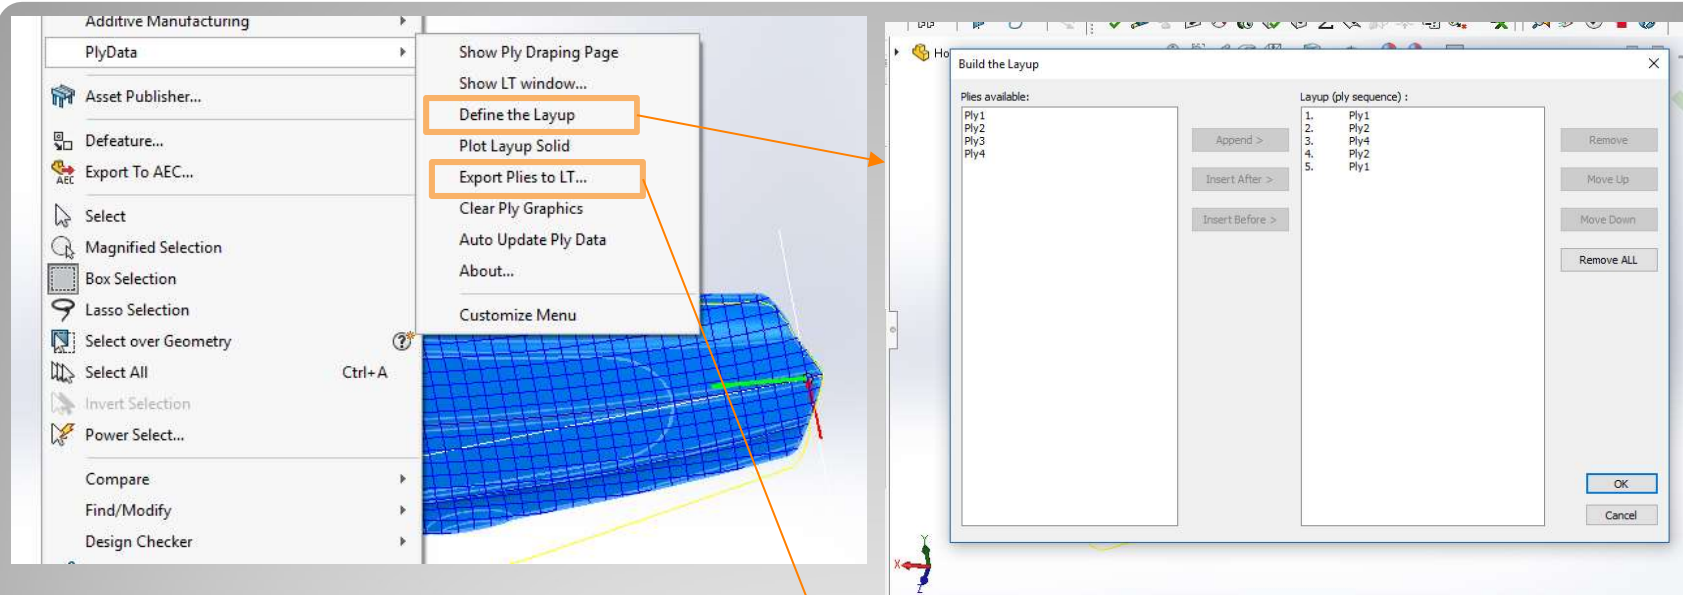 Additive Manufacturing
PlyData
Asset Publisher...
Defeature...
Export To AEC...
AEC
Select
Magnified Selection
Box Selection
Lasso Selection
Select over Geometry
Select All Ctrl+A
Invert Selection
Power Select...
Compare
Find/Modify
Design Checker
Show Ply Draping Page
Show LT window...
Define the Layup
Plot Layup Solid
Export Plies to LT...
Clear Ply Graphics
Auto Update Ply Data
About...
Customize Menu
Ho
Build the Layup
Plies available:
Ply1
Ply2
Ply3
Ply4
Append >
Insert After >
Insert Before >
Layup (ply sequence) :
1. Ply1
2. Ply2
3. Ply4
4. Ply2
5. Ply1
Remove
Move Up
Move Down
Remove ALL
OK
Cancel
Y
X
Z